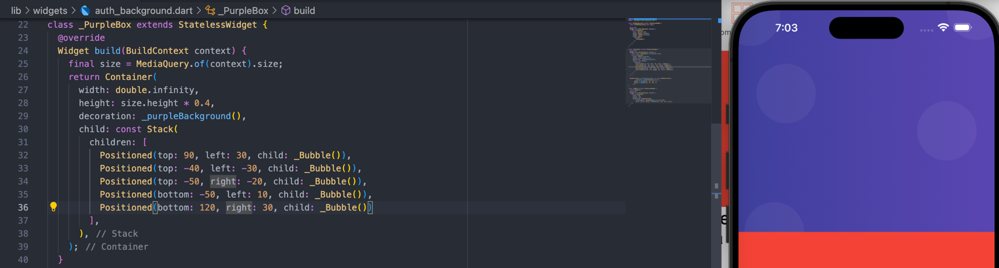 lib > widgets > auth_background.dart > _PurpleBox > build
22 class _PurpleBox extends StatelessWidget {
23 @override
24 Widget build(BuildContext context) {
25 final size = MediaQuery.of(context).size;
26 return Container(
27 width: double.infinity,
28 height: size.height * 0.4,
29 decoration: _purpleBackground(),
30 child: const Stack(
31 children: [
32 Positioned(top: 90, left: 30, child: _Bubble()),
33 Positioned(top: -40, left: -30, child: _Bubble()),
34 Positioned(top: -50, right: -20, child: _Bubble()),
35 Positioned(bottom: -50, left: 10, child: _Bubble()),
36 Positioned(bottom: 120, right: 30, child: _Bubble())
37 ],
38 ), // Stack
39 ); // Container
40 }
7:03